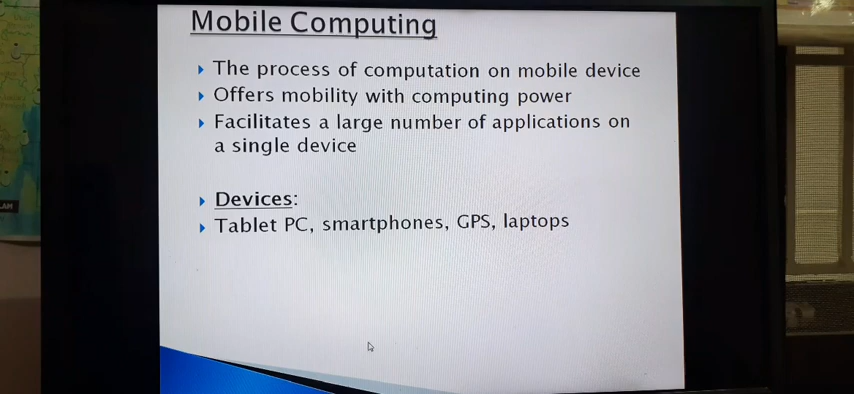 Mobile Computing
The process of computation on mobile device
Offers mobility with computing power
Facilitates a large number of applications on
a single device
Devices:
Tablet PC, smartphones, GPS, laptops
LAM